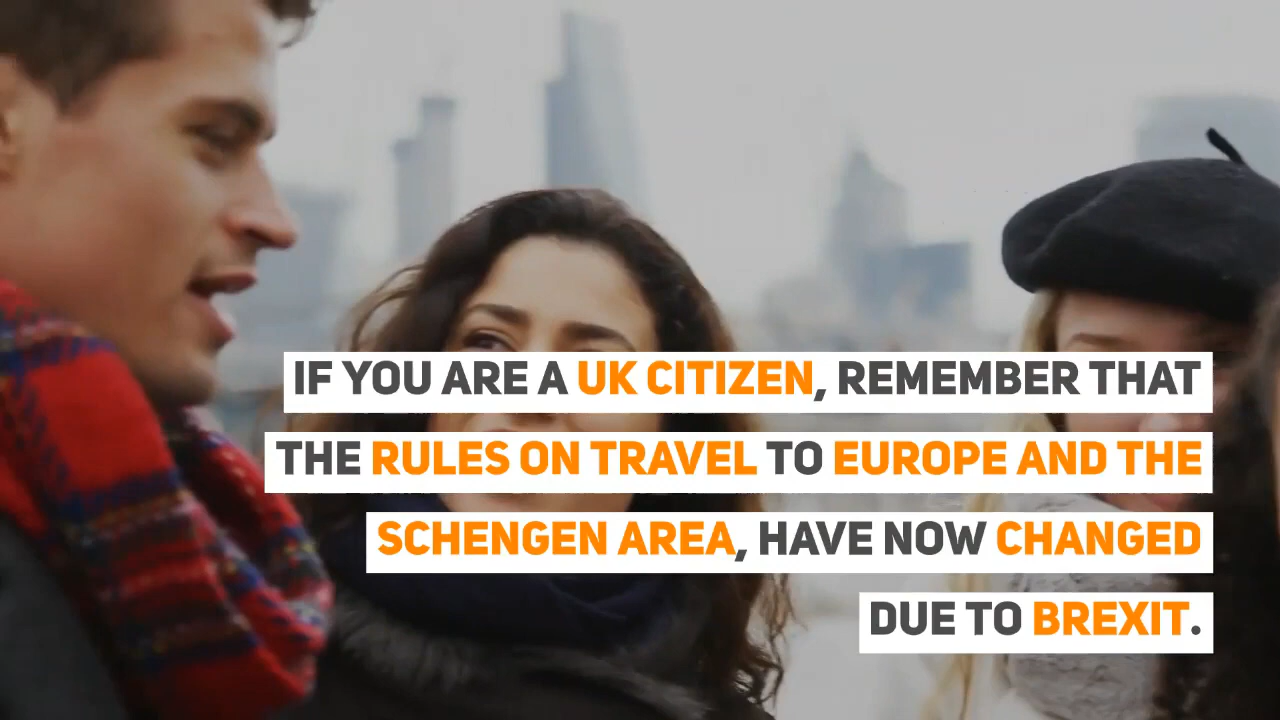 IF YOU ARE A UK CITIZEN, REMEMBER THAT
THE RULES ON TRAVEL TO EUROPE AND THE
SCHENGEN AREA, HAVE NOW CHANGED
DUE TO BREXIT.